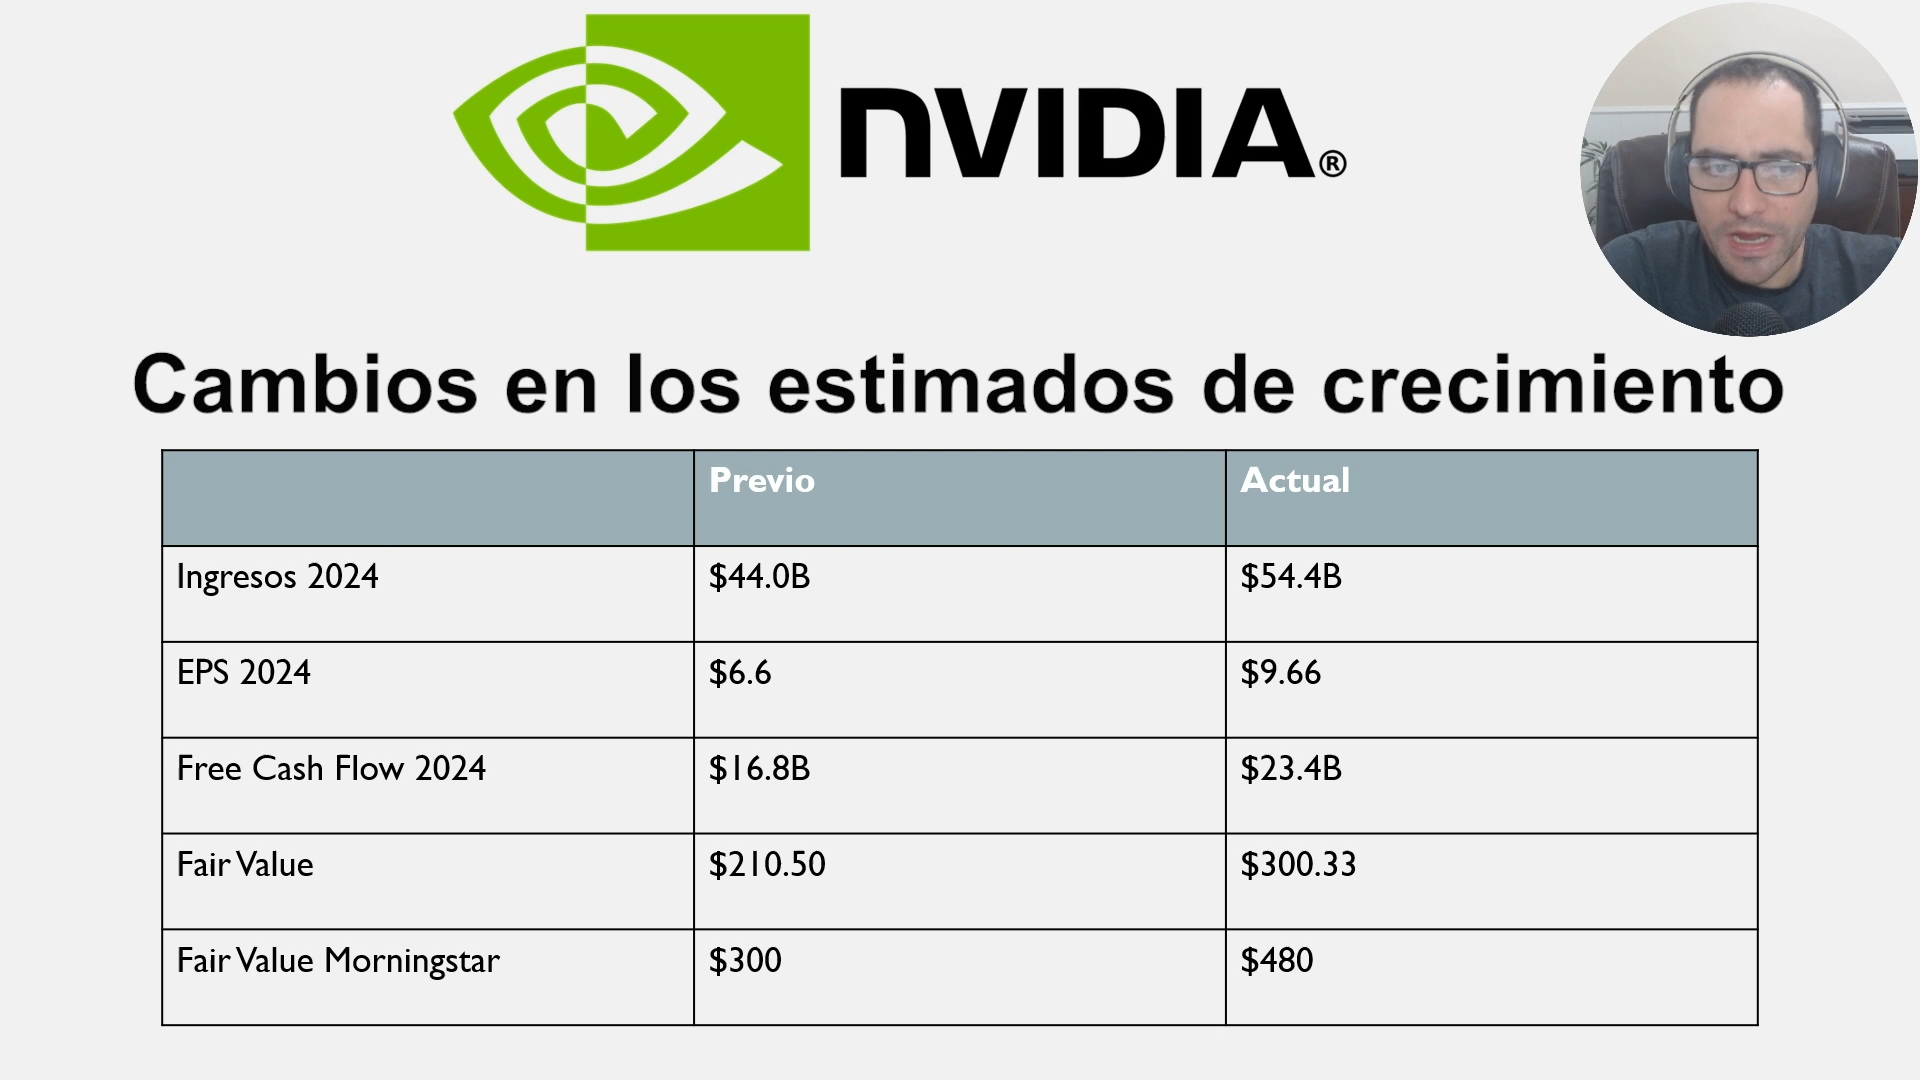 NVIDIA®
Cambios en los estimados de crecimiento
Previo Actual
Ingresos 2024 $44.0B $54.4B
EPS 2024 $6.6 $9.66
Free Cash Flow 2024 $16.8B $23.4B
Fair Value $210.50 $300.33
Fair Value Morningstar $300 $480